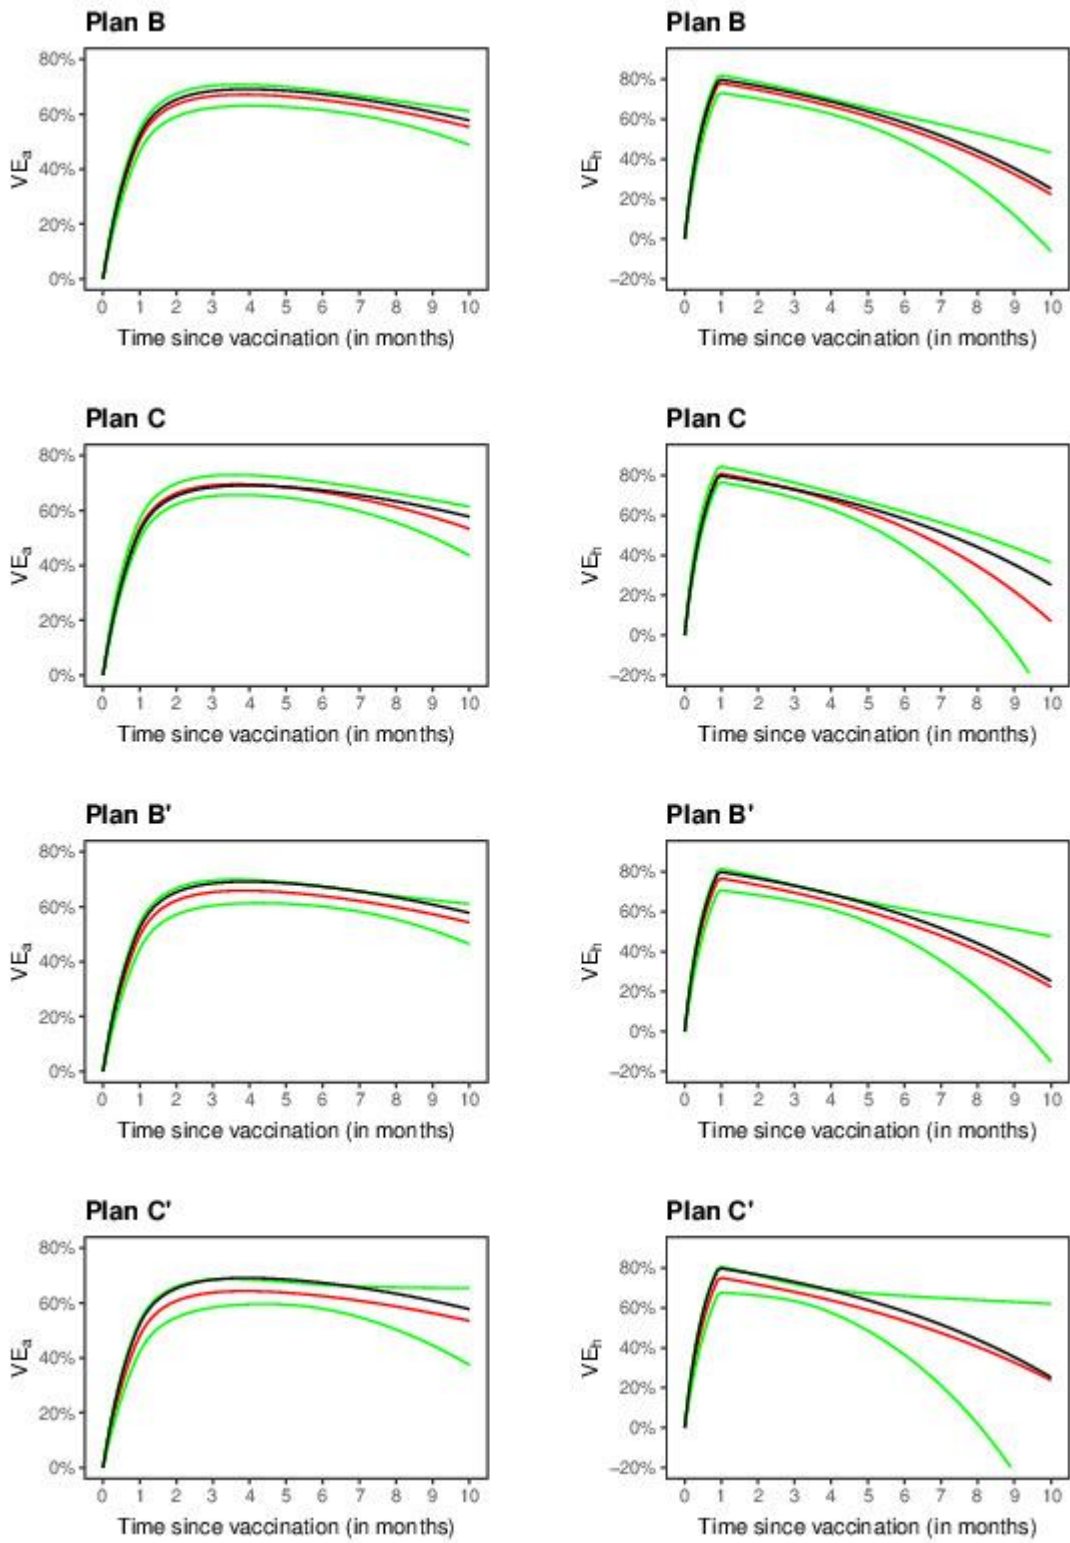 Plan B
Plan B
80%
60%
40%
20%
0%
VEa
0 1 2 3 4 5 6 7 8 9 10
Time since vaccination (in months)
80%
60%
40%
20%
0%
−20%
VEh
0 1 2 3 4 5 6 7 8 9 10
Time since vaccination (in months)
Plan C
Plan C
80%
60%
40%
20%
0%
VEa
0 1 2 3 4 5 6 7 8 9 10
Time since vaccination (in months)
80%
60%
40%
20%
0%
−20%
VEh
0 1 2 3 4 5 6 7 8 9 10
Time since vaccination (in months)
Plan B'
Plan B'
80%
60%
40%
20%
0%
VEa
0 1 2 3 4 5 6 7 8 9 10
Time since vaccination (in months)
80%
60%
40%
20%
0%
−20%
VEh
0 1 2 3 4 5 6 7 8 9 10
Time since vaccination (in months)
Plan C'
Plan C'
80%
60%
40%
20%
0%
VEa
0 1 2 3 4 5 6 7 8 9 10
Time since vaccination (in months)
80%
60%
40%
20%
0%
−20%
VEh
0 1 2 3 4 5 6 7 8 9 10
Time since vaccination (in months)